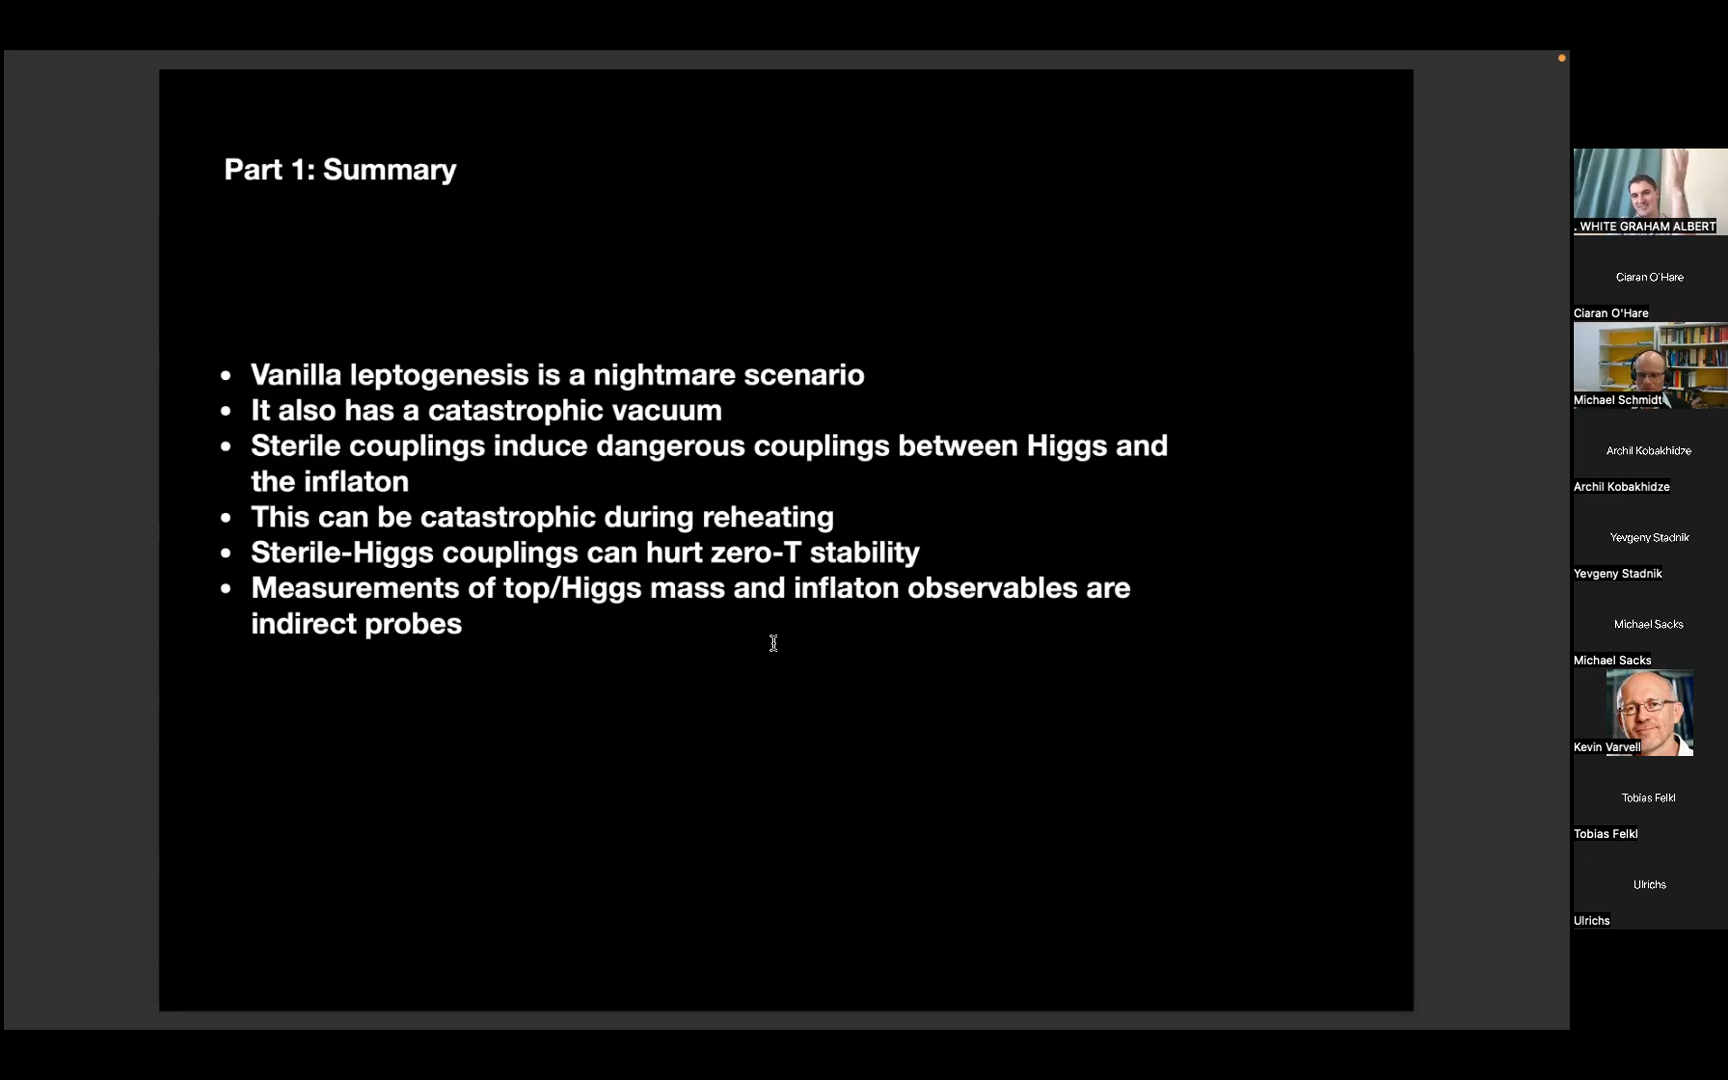 Part 1: Summary
• Vanilla leptogenesis is a nightmare scenario
• It also has a catastrophic vacuum
• Sterile couplings induce dangerous couplings between Higgs and
the inflaton
• This can be catastrophic during reheating
• Sterile-Higgs couplings can hurt zero-T stability
• Measurements of top/Higgs mass and inflaton observables are
indirect probes
. WHITE GRAHAM ALBERT
Ciaran O'Hare
Ciaran O'Hare
Michael Schmidt
Archil Kobakhidze
Archil Kobakhidze
Yevgeny Stadnik
Yevgeny Stadnik
Michael Sacks
Michael Sacks
Kevin Varvell
Tobias Felkl
Tobias Felkl
Ulrichs
Ulrichs